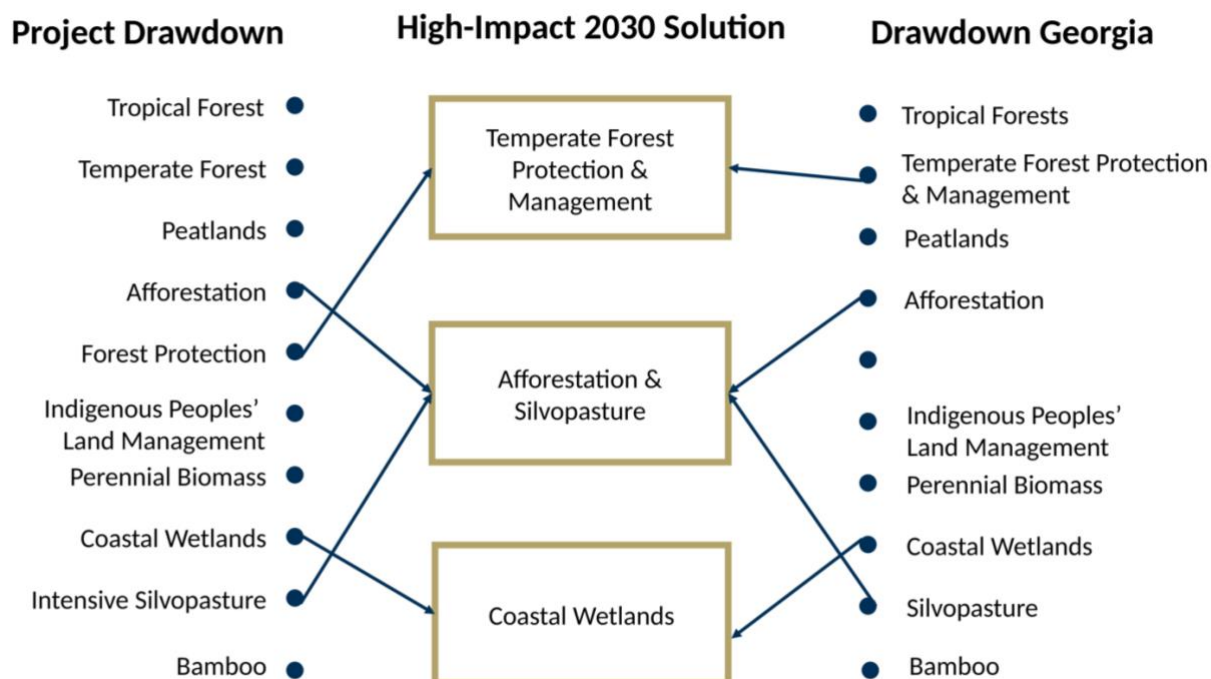 Project Drawdown
High-Impact 2030 Solution
Drawdown Georgia
Tropical Forest
Temperate Forest
Peatlands
Afforestation
Forest Protection
Indigenous Peoples’
Land Management
Perennial Biomass
Coastal Wetlands
Intensive Silvopasture
Bamboo
Temperate Forest
Protection &
Management
Afforestation &
Silvopasture
Coastal Wetlands
Tropical Forests
Temperate Forest Protection
& Management
Peatlands
Afforestation
Indigenous Peoples’
Land Management
Perennial Biomass
Coastal Wetlands
Silvopasture
Bamboo